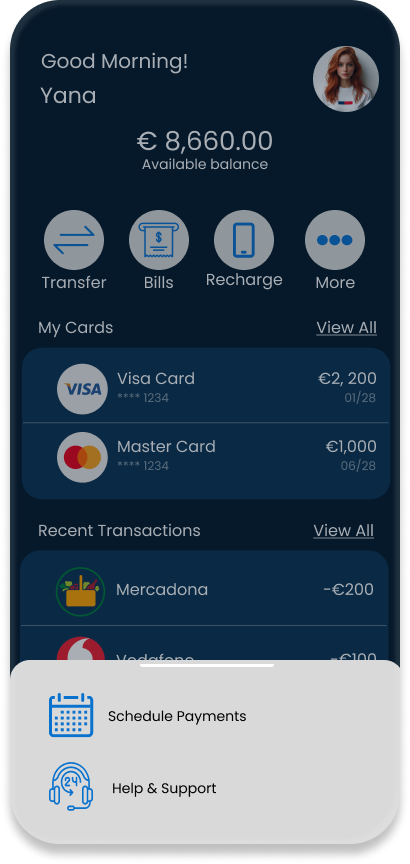 Good Morning!
Yana
€ 8,660.00
Available balance
$
Transfer
Bills
Recharge
More
My Cards
View All
VISA
Visa Card
€2, 200
**** 1234
01/28
Master Card
€1,000
**** 1234
06/28
Recent Transactions
View All
Mercadona
-€200
Vodafone
-€100
Schedule Payments
24
Help & Support